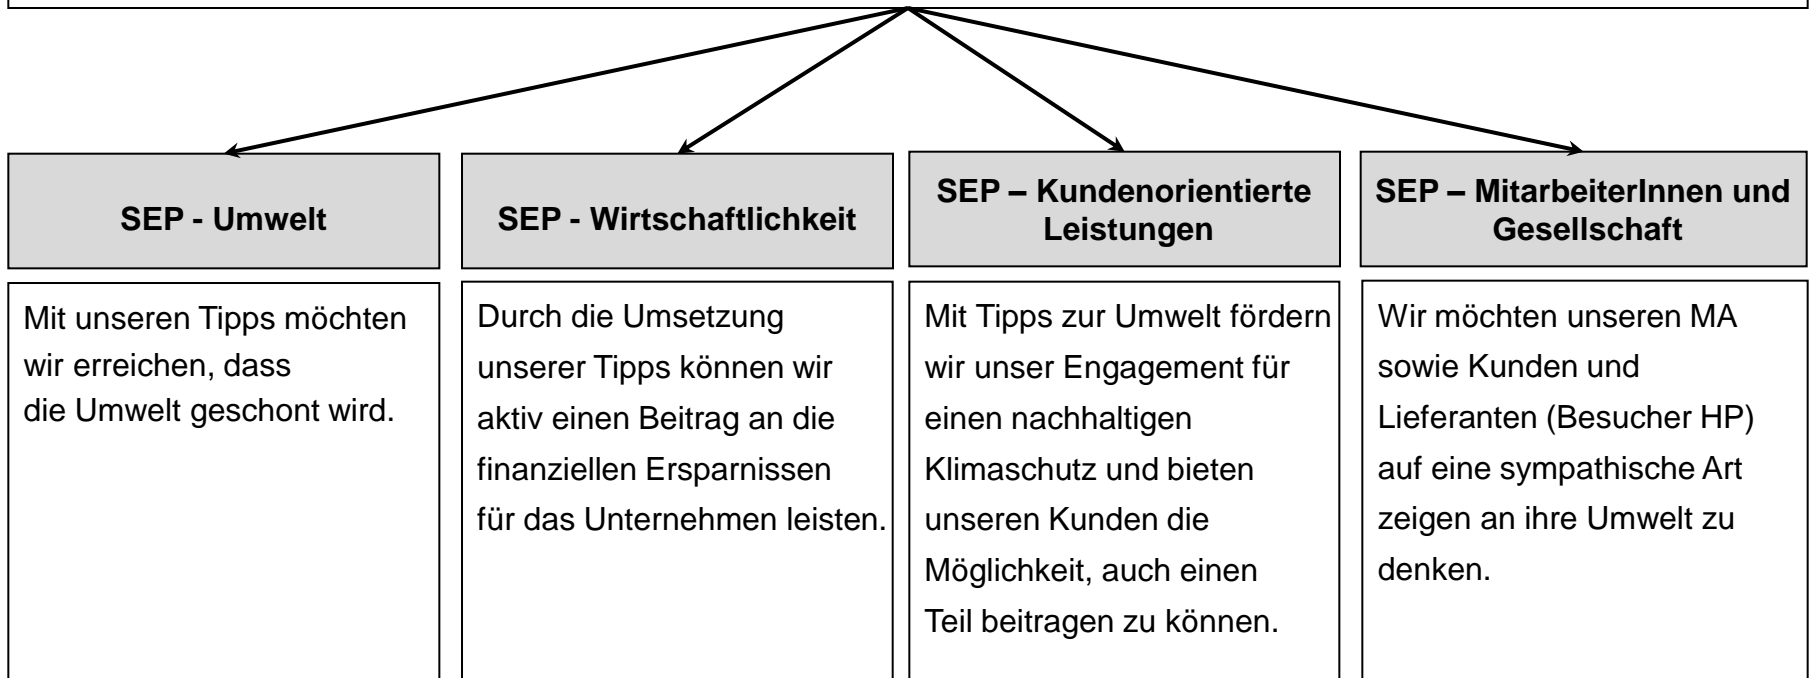 SEP - Umwelt
Mit unseren Tipps möchten
wir erreichen, dass
die Umwelt geschont wird.
SEP - Wirtschaftlichkeit
Durch die Umsetzung
unserer Tipps können wir
aktiv einen Beitrag an die
finanziellen Ersparnissen
für das Unternehmen leisten.
SEP – Kundenorientierte
Leistungen
Mit Tipps zur Umwelt fördern
wir unser Engagement für
einen nachhaltigen
Klimaschutz und bieten
unseren Kunden die
Möglichkeit, auch einen
Teil beitragen zu können.
SEP – MitarbeiterInnen und
Gesellschaft
Wir möchten unseren MA
sowie Kunden und
Lieferanten (Besucher HP)
auf eine sympathische Art
zeigen an ihre Umwelt zu
denken.